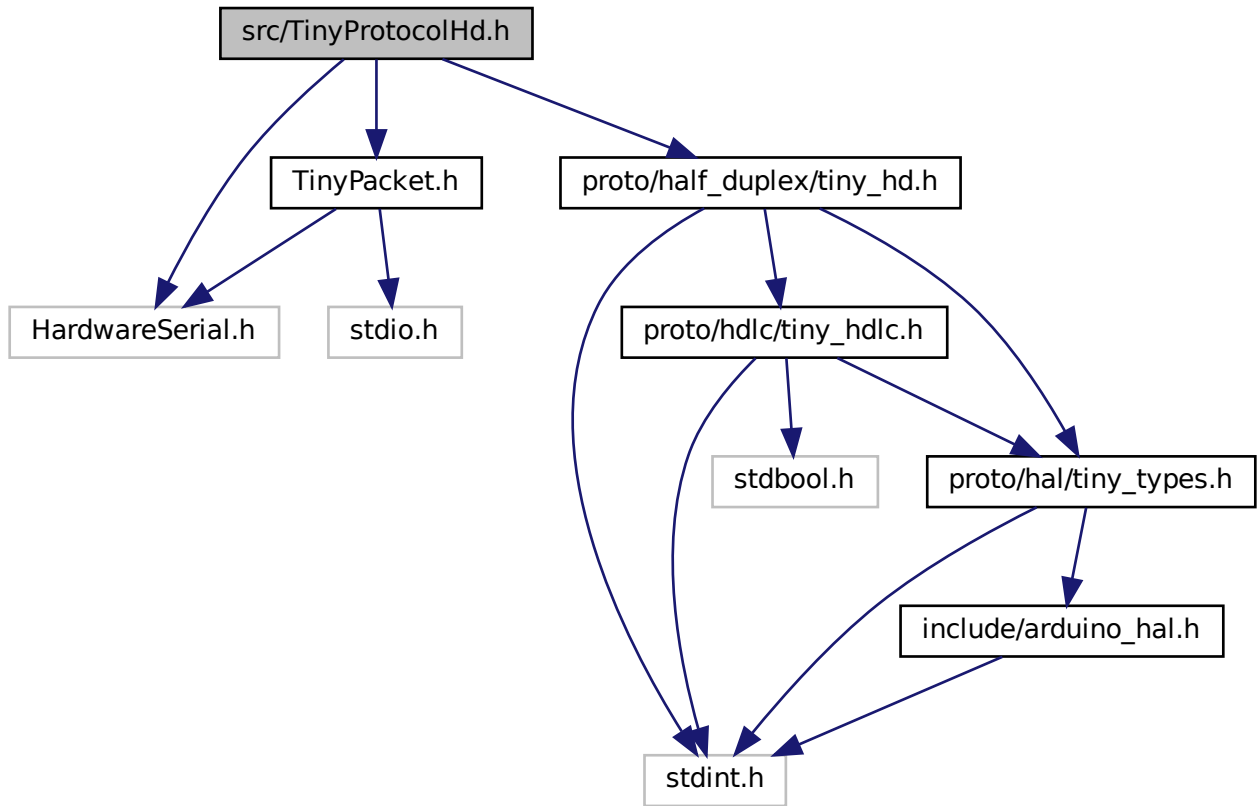 src/TinyProtocolHd.h
TinyPacket.h
proto/half_duplex/tiny_hd.h
HardwareSerial.h
stdio.h
proto/hdlc/tiny_hdlc.h
stdbool.h
proto/hal/tiny_types.h
include/arduino_hal.h
stdint.h